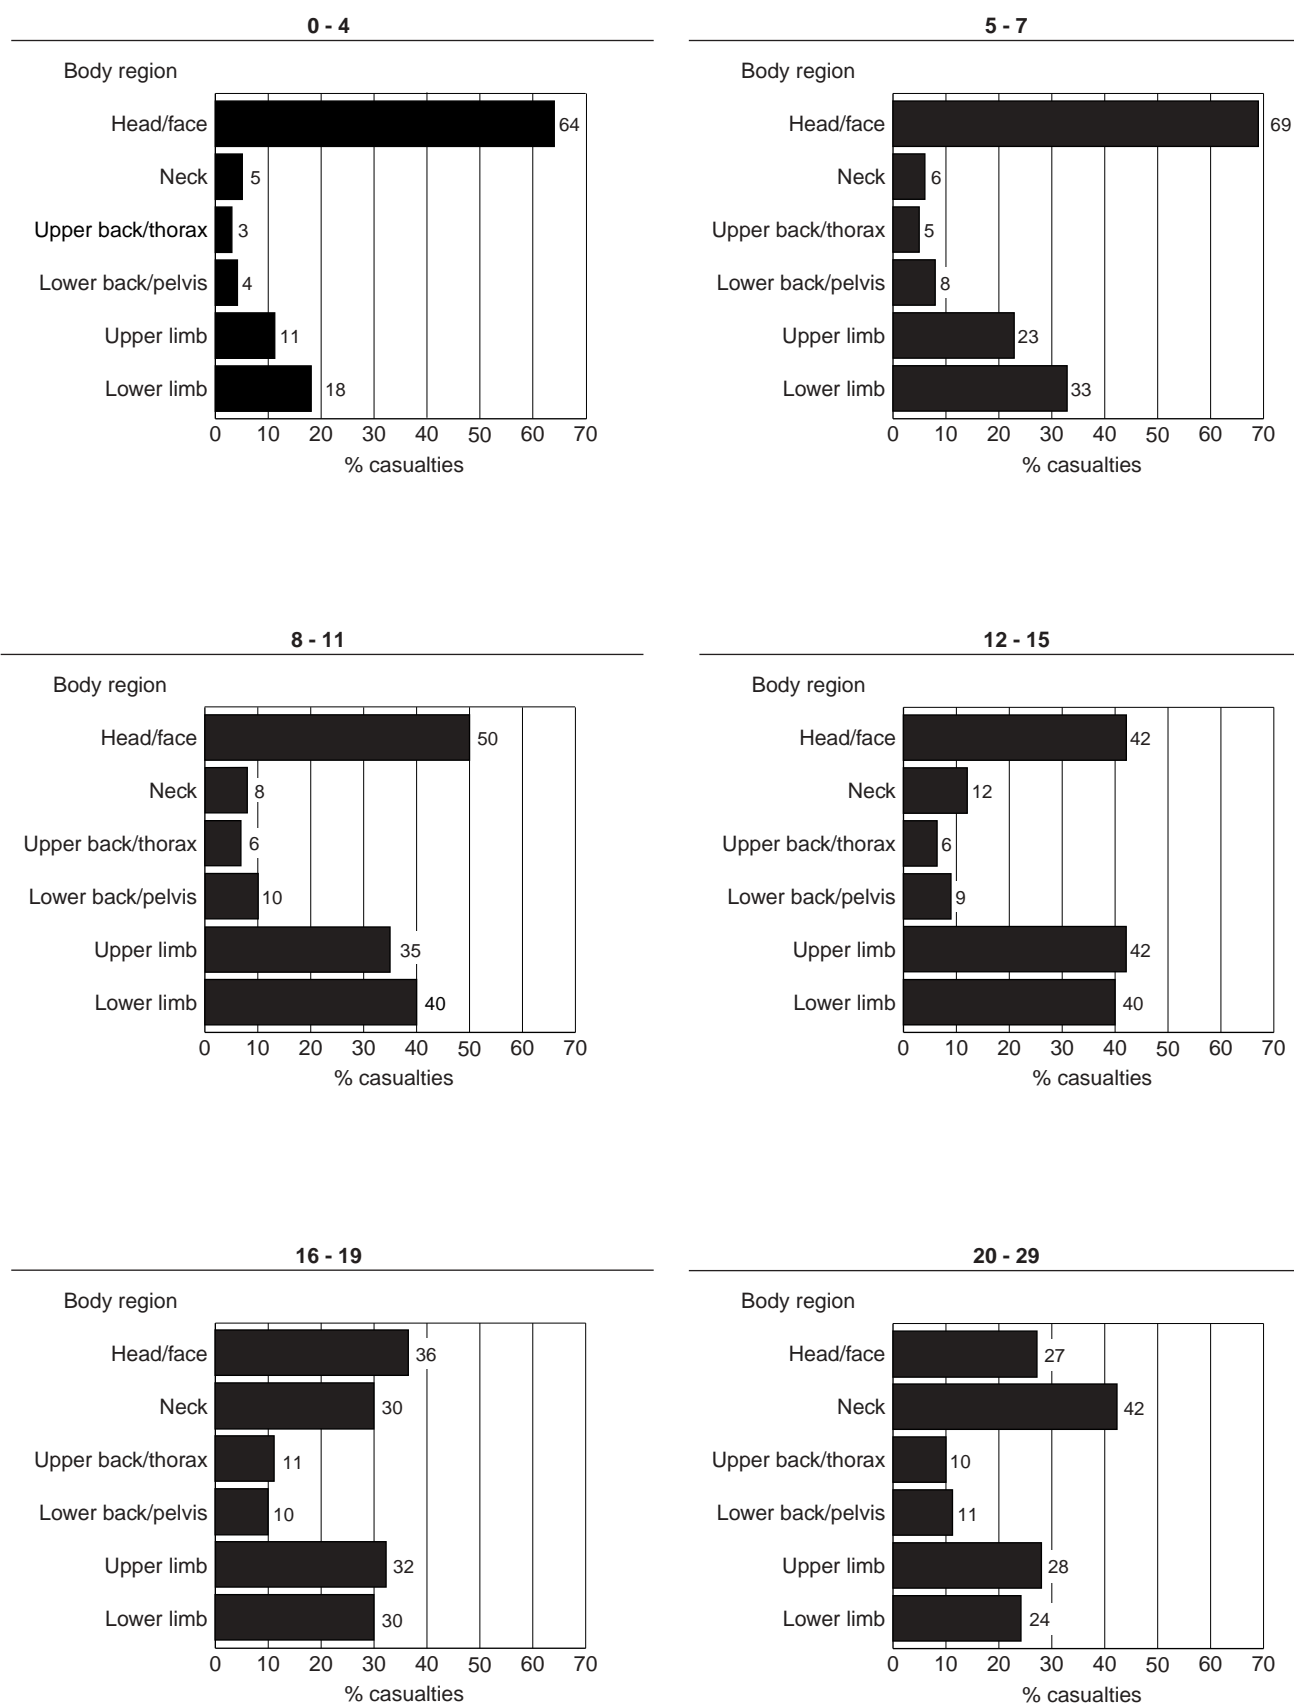 0 - 4
Body region
Head/face 64
Neck 5
Upper back/thorax 3
Lower back/pelvis 4
Upper limb 11
Lower limb 18
0 10 20 30 40 50 60 70
% casualties
5 - 7
Body region
Head/face 69
Neck 6
Upper back/thorax 5
Lower back/pelvis 8
Upper limb 23
Lower limb 33
0 10 20 30 40 50 60 70
% casualties
8 - 11
Body region
Head/face 50
Neck 8
Upper back/thorax 6
Lower back/pelvis 10
Upper limb 35
Lower limb 40
0 10 20 30 40 50 60 70
% casualties
12 - 15
Body region
Head/face 42
Neck 12
Upper back/thorax 6
Lower back/pelvis 9
Upper limb 42
Lower limb 40
0 10 20 30 40 50 60 70
% casualties
16 - 19
Body region
Head/face 36
Neck 30
Upper back/thorax 11
Lower back/pelvis 10
Upper limb 32
Lower limb 30
0 10 20 30 40 50 60 70
% casualties
20 - 29
Body region
Head/face 27
Neck 42
Upper back/thorax 10
Lower back/pelvis 11
Upper limb 28
Lower limb 24
0 10 20 30 40 50 60 70
% casualties